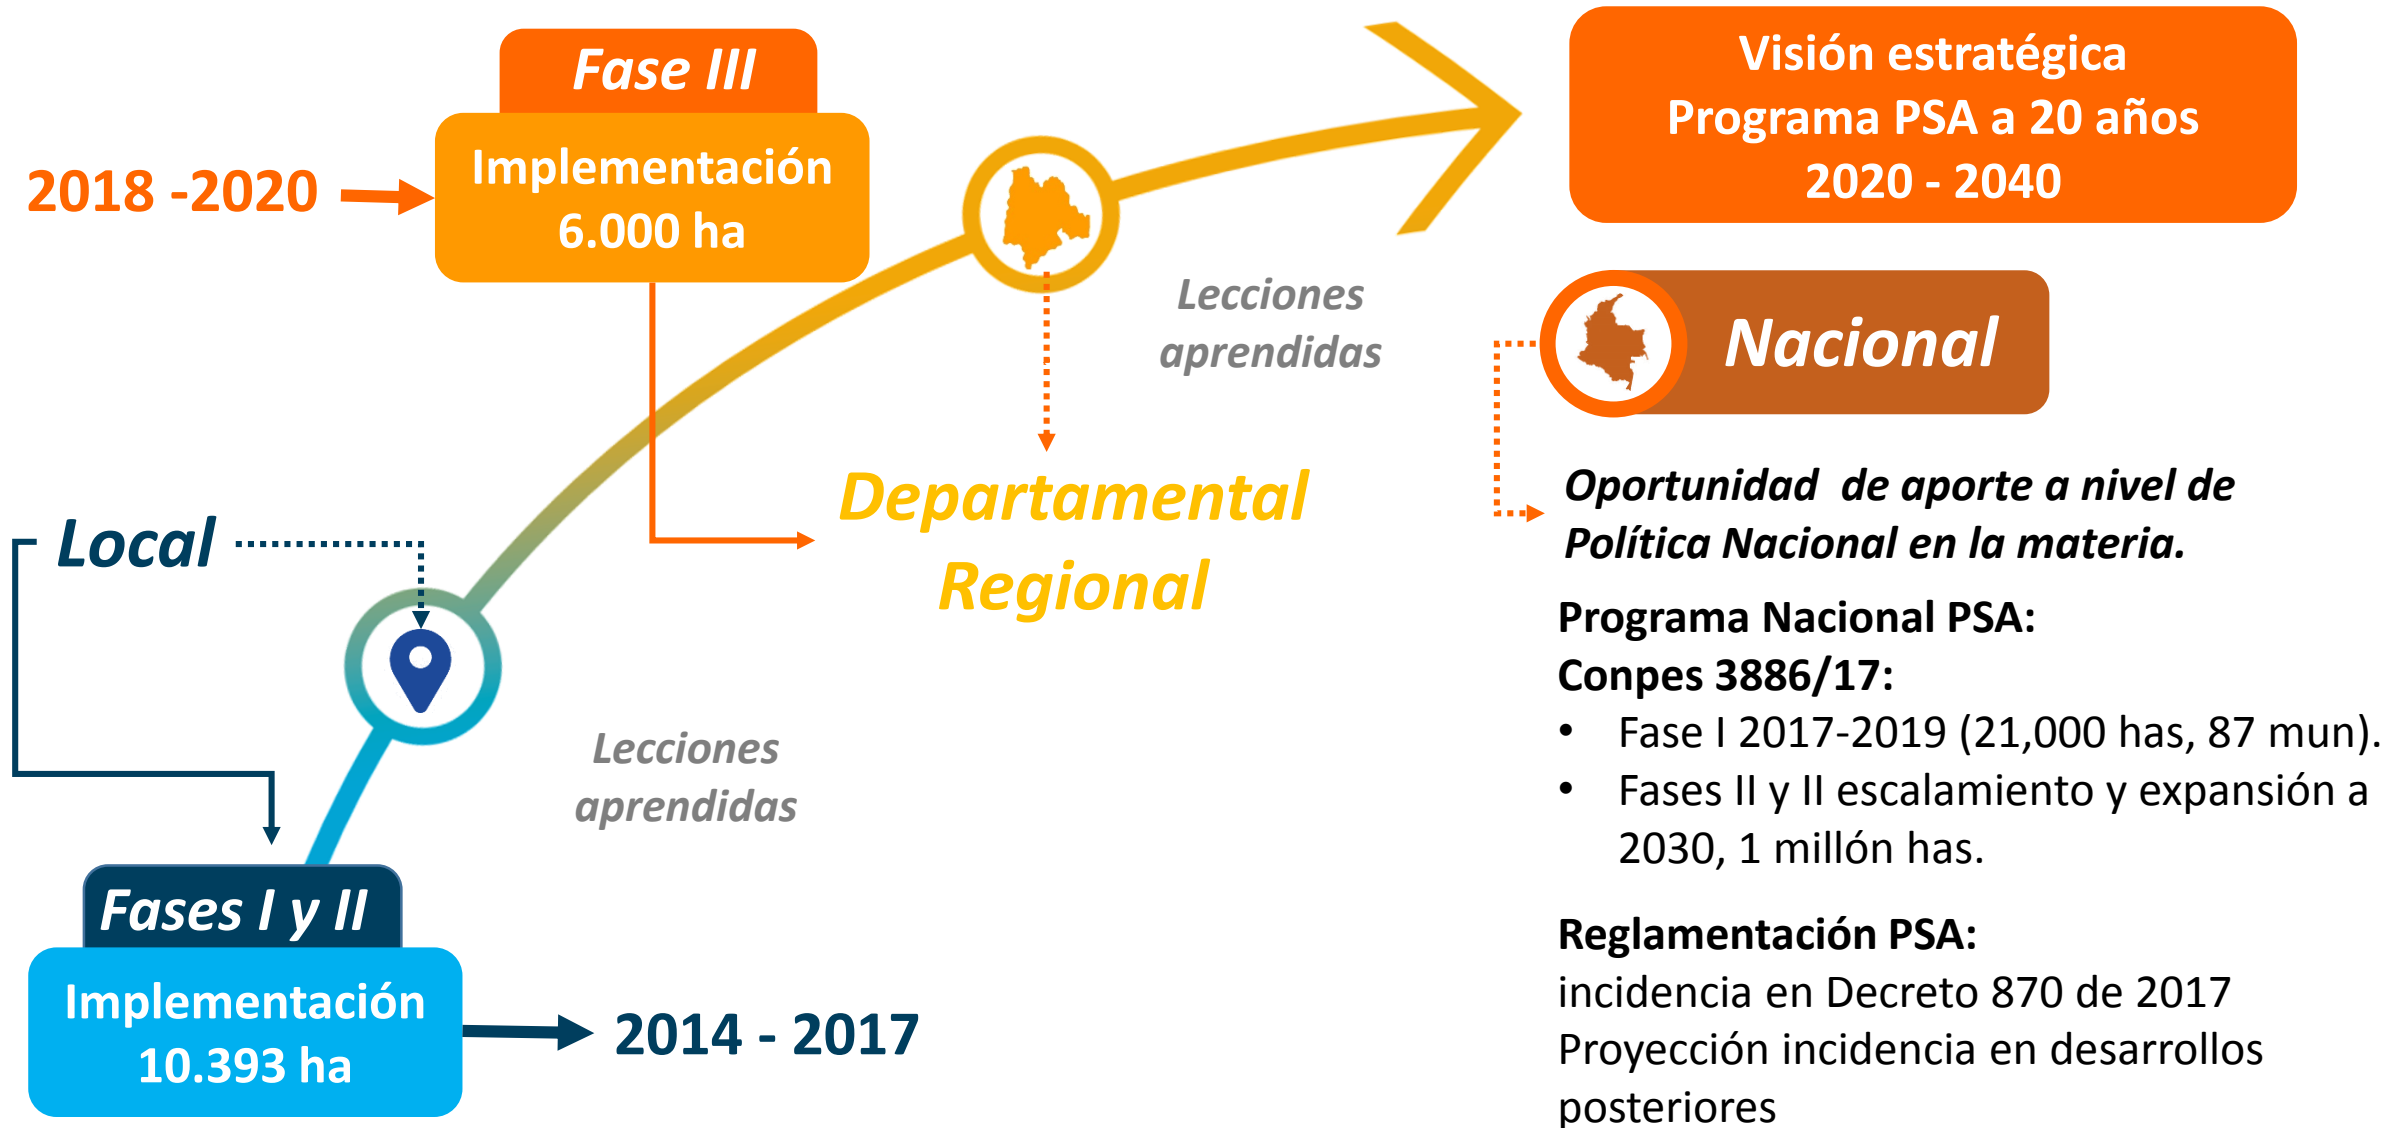 Fase III
Implementación
6.000 ha
2018 -2020
Visión estratégica
Programa PSA a 20 años
2020 - 2040
Lecciones
aprendidas
Nacional
Departamental
Regional
Local
Oportunidad  de aporte a nivel de
Política Nacional en la materia.
Programa Nacional PSA:
Conpes 3886/17:
• Fase I 2017-2019 (21,000 has, 87 mun).
• Fases II y II escalamiento y expansión a
2030, 1 millón has.
Reglamentación PSA:
incidencia en Decreto 870 de 2017
Proyección incidencia en desarrollos
posteriores
Lecciones
aprendidas
Fases I y II
Implementación
10.393 ha
2014 - 2017